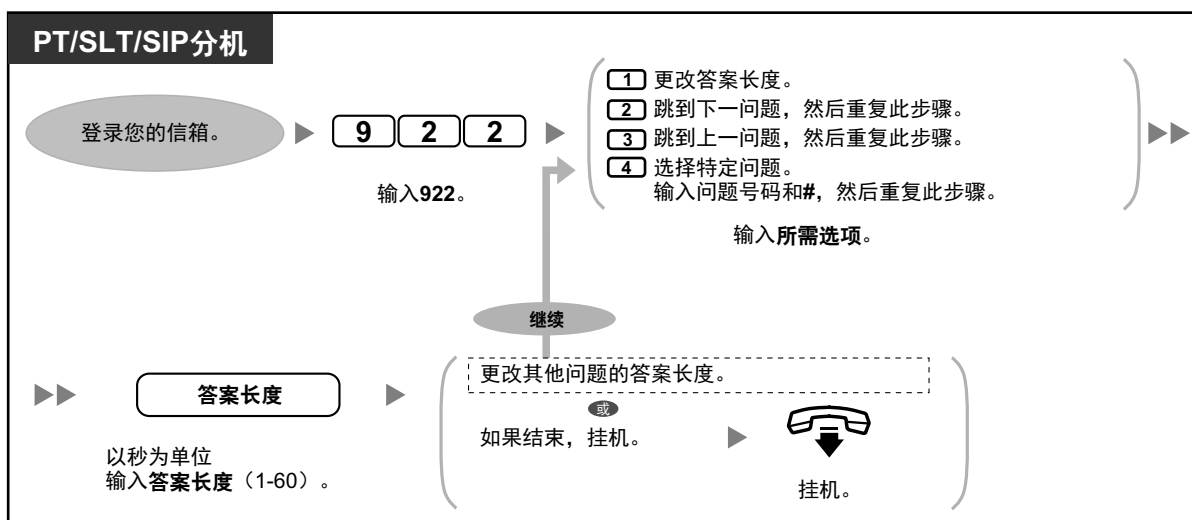 PT/SLT/SIP分机
登录您的信箱。
9 2 2
输入922。
1 更改答案长度。
2 跳到下一问题，然后重复此步骤。
3 跳到上一问题，然后重复此步骤。
4 选择特定问题。
输入问题号码和#，然后重复此步骤。
输入所需选项。
继续
答案长度
以秒为单位
输入答案长度（1-60）。
更改其他问题的答案长度。
或
如果结束，挂机。
挂机。